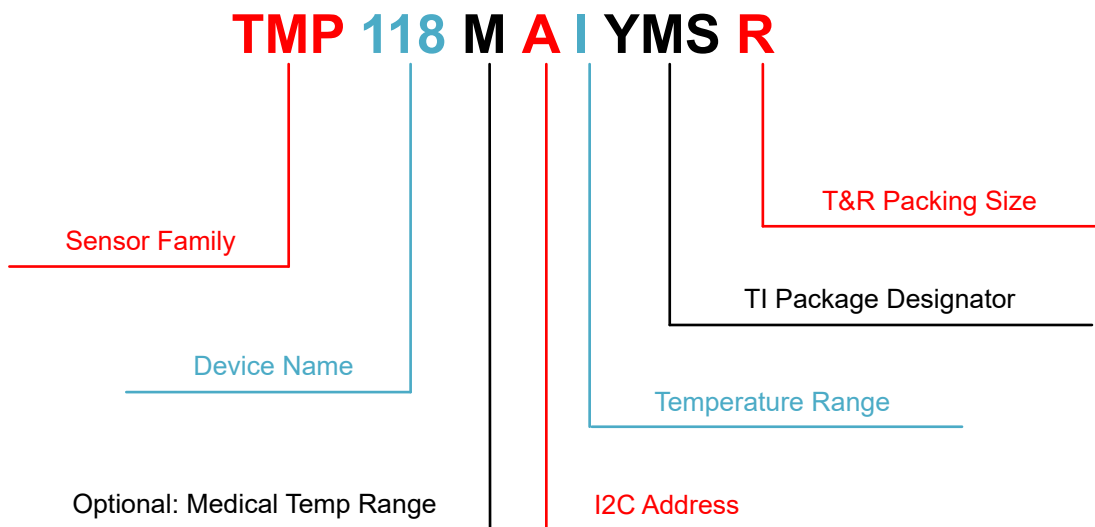 TMP 118 M A I YMS R
T&R Packing Size
Sensor Family
TI Package Designator
Device Name
Temperature Range
Optional: Medical Temp Range
I2C Address